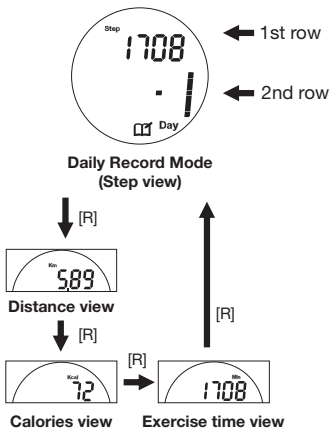 Step
1708
1st row
-1
2nd row
Day
Daily Record Mode
(Step view)
[R]
[R]
Km
5.89
Distance view
[R]
[R]
Kcal
72
Min
1708
Calories view
Exercise time view